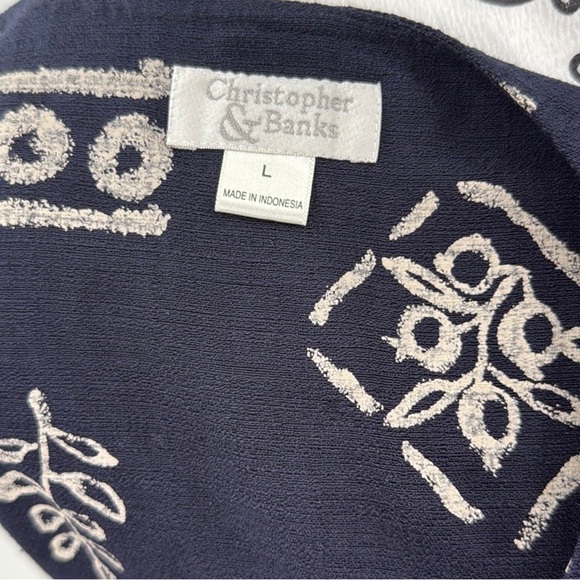 Christopher
& Banks
L
MADE IN INDONESIA